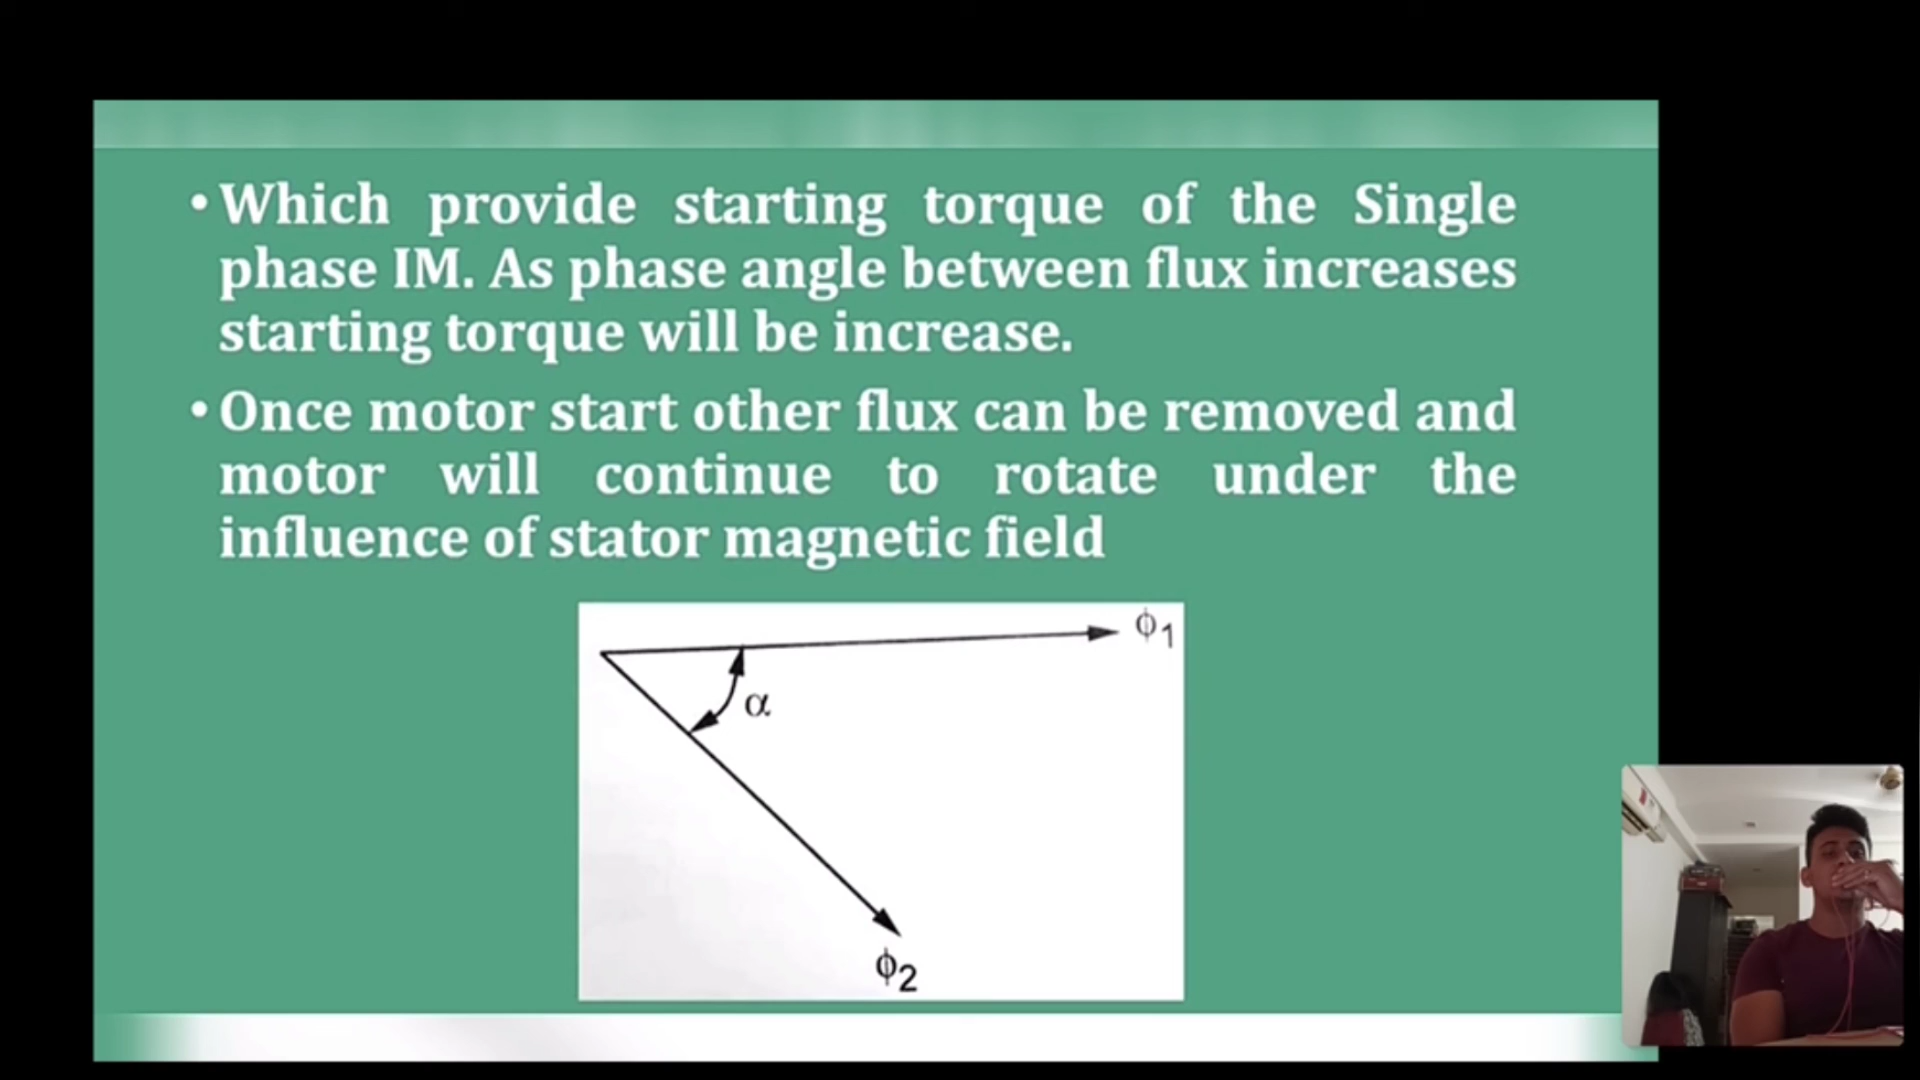 • Which provide starting torque of the Single
phase IM. As phase angle between flux increases
starting torque will be increase.
• Once motor start other flux can be removed and
motor will continue to rotate under the
influence of stator magnetic field
ϕ1
α
ϕ2